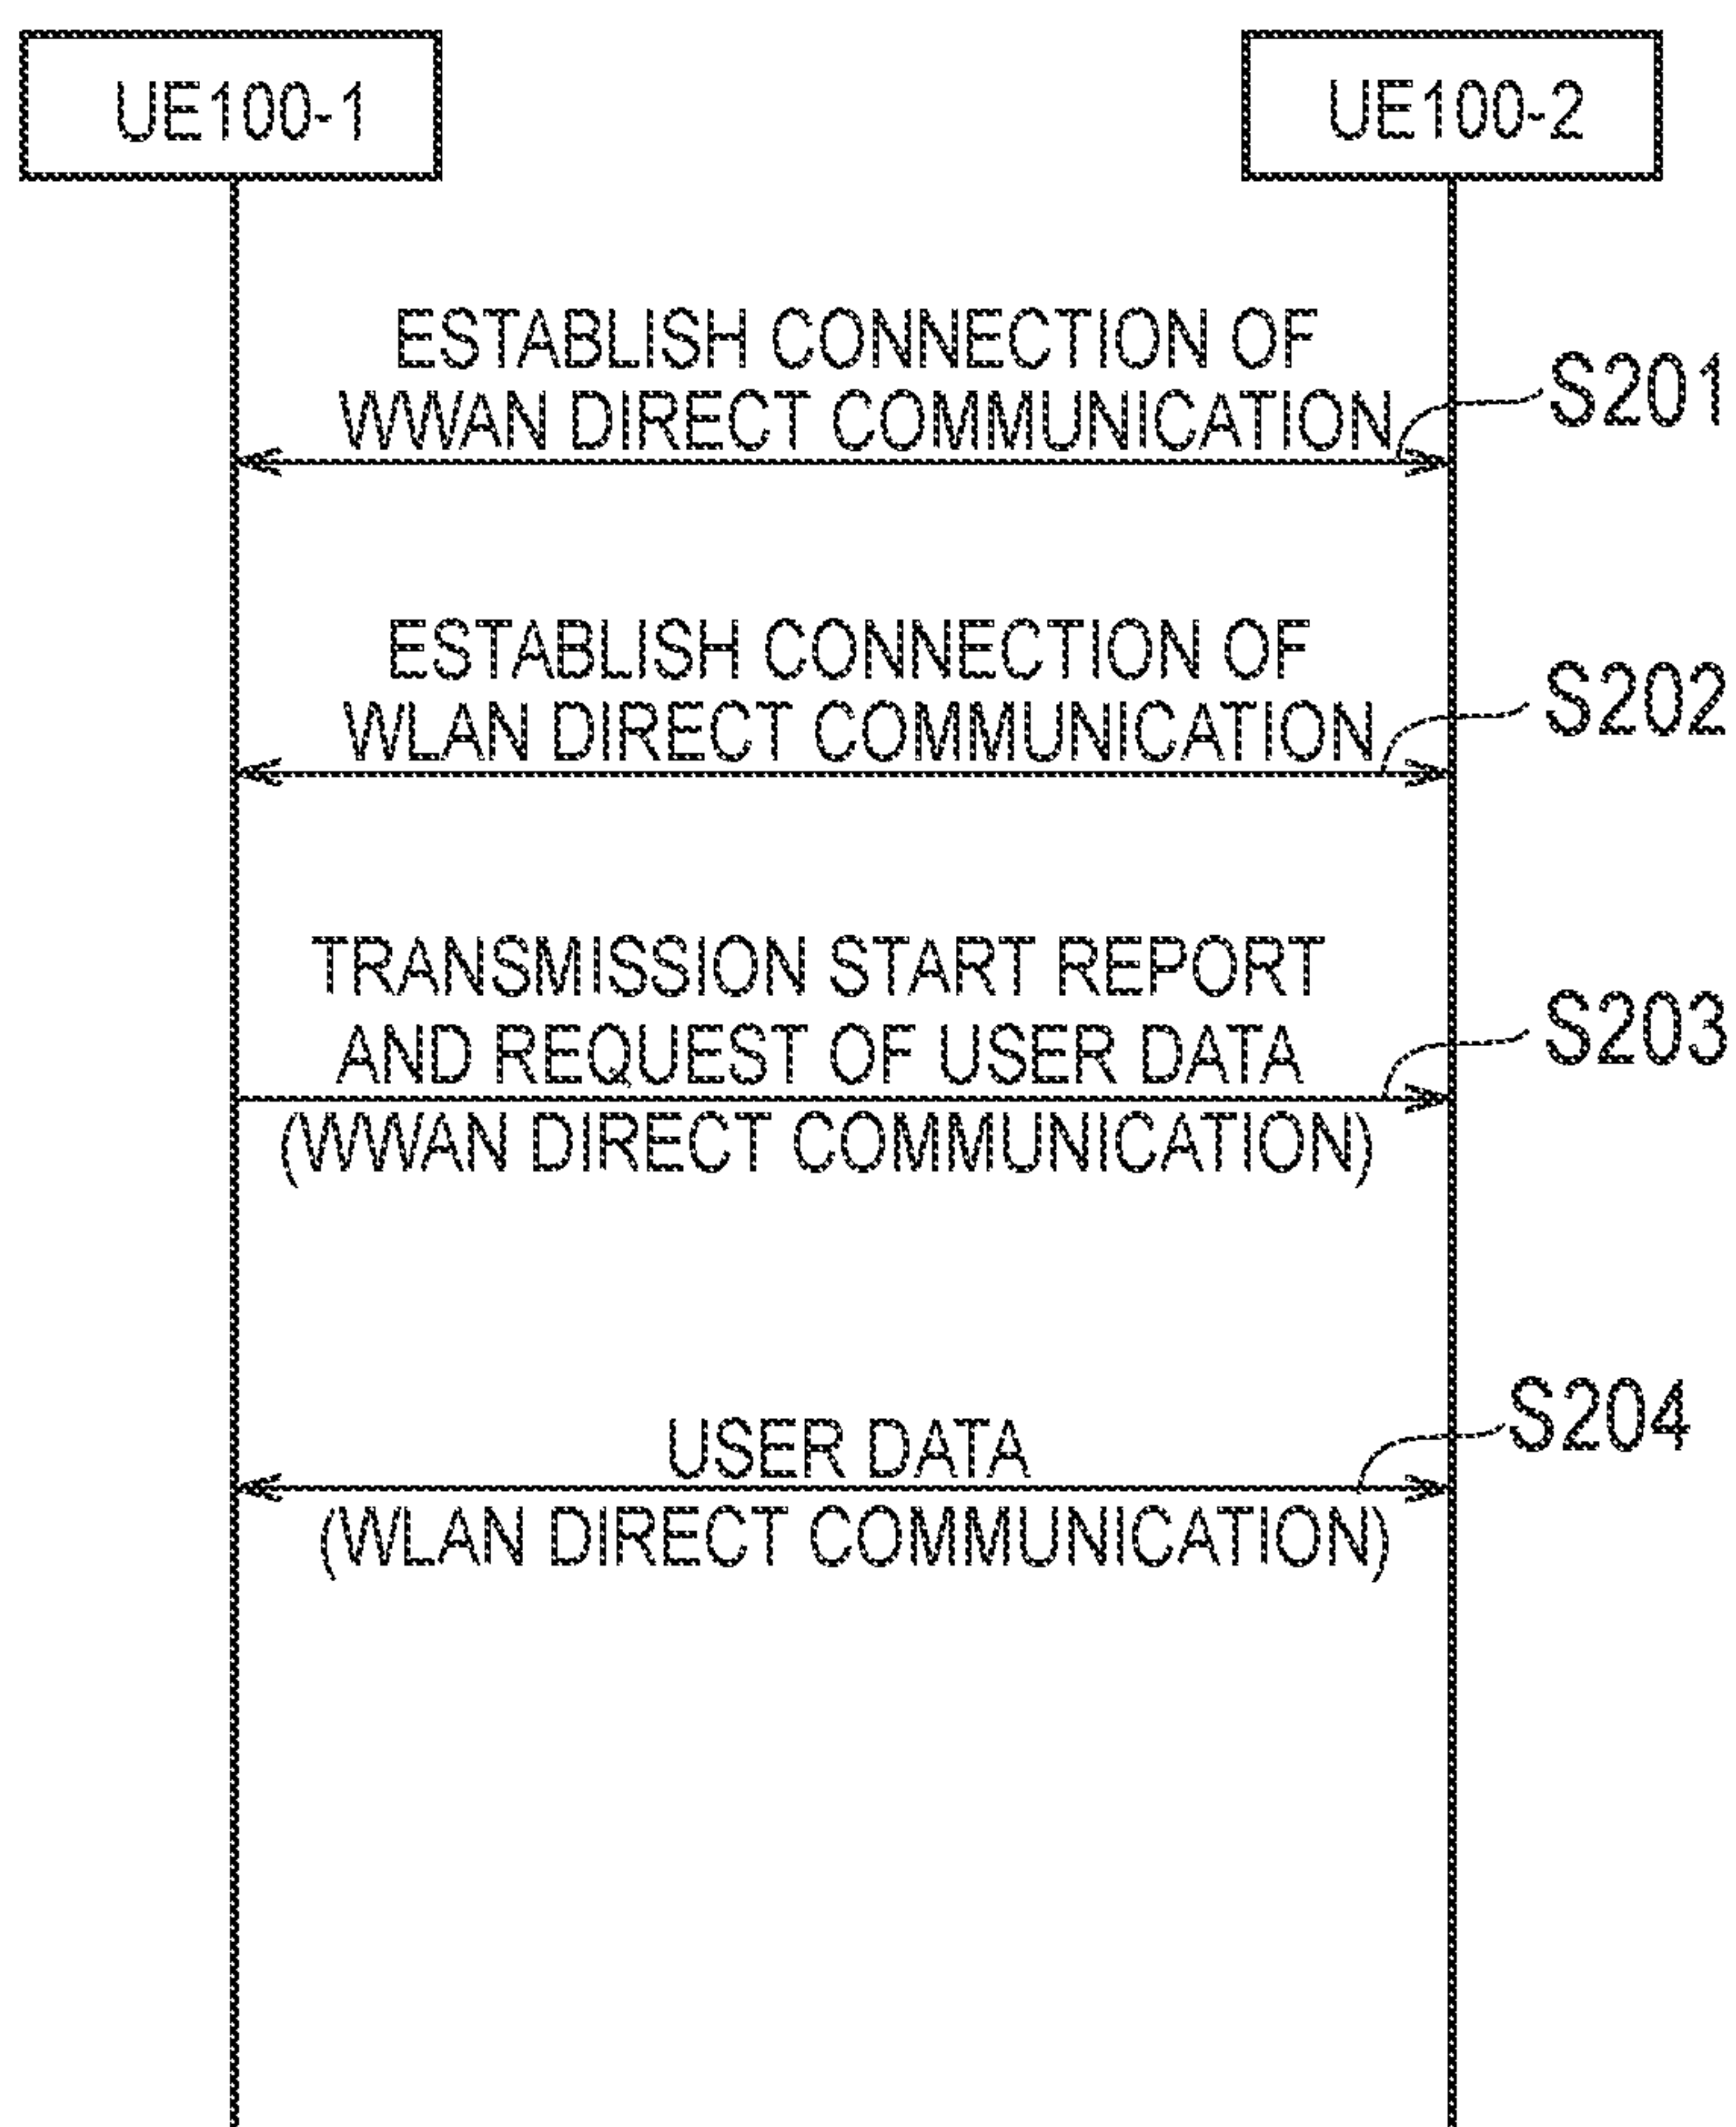 UE100-1
UE100-2
ESTABLISH CONNECTION OF
WWAN DIRECT COMMUNICATION
S201
ESTABLISH CONNECTION OF
WLAN DIRECT COMMUNICATION
S202
TRANSMISSION START REPORT
AND REQUEST OF USER DATA
(WWAN DIRECT COMMUNICATION)
S203
USER DATA
(WLAN DIRECT COMMUNICATION)
S204